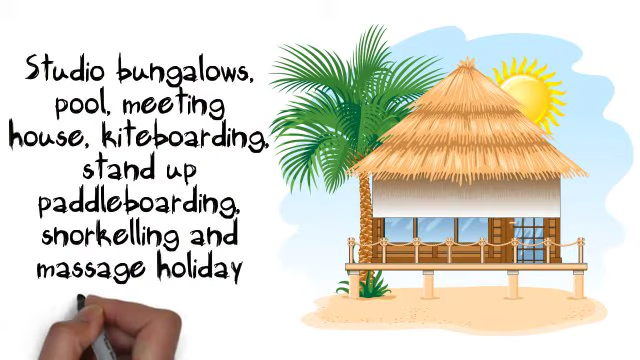 Studio bungalows,
pool, meeting
house, kiteboarding,
stand up
paddleboarding,
snorkelling and
massage holiday